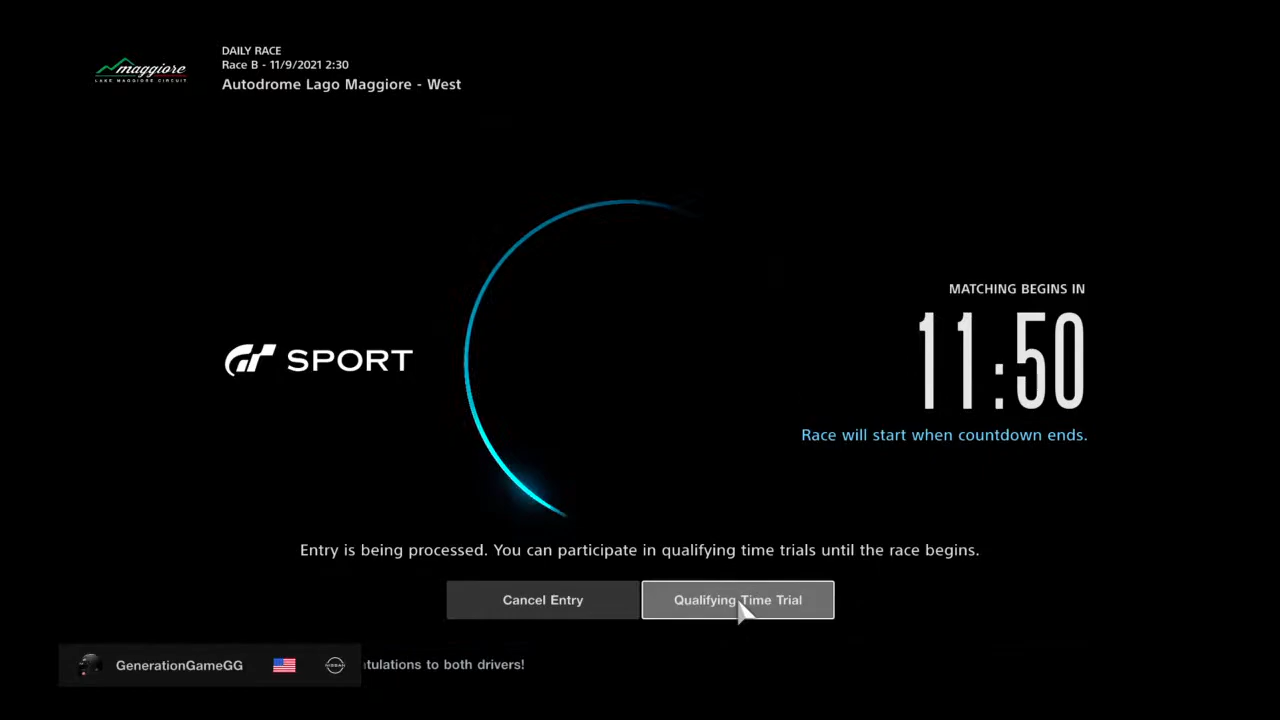 maggiore
LAKE MAGGIORE CIRCUIT
DAILY RACE
Race B - 11/9/2021 2:30
Autodrome Lago Maggiore - West
GT SPORT
MATCHING BEGINS IN
11:50
Race will start when countdown ends.
Entry is being processed. You can participate in qualifying time trials until the race begins.
Cancel Entry
Qualifying Time Trial
GenerationGameGG
NISSAN
tulations to both drivers!